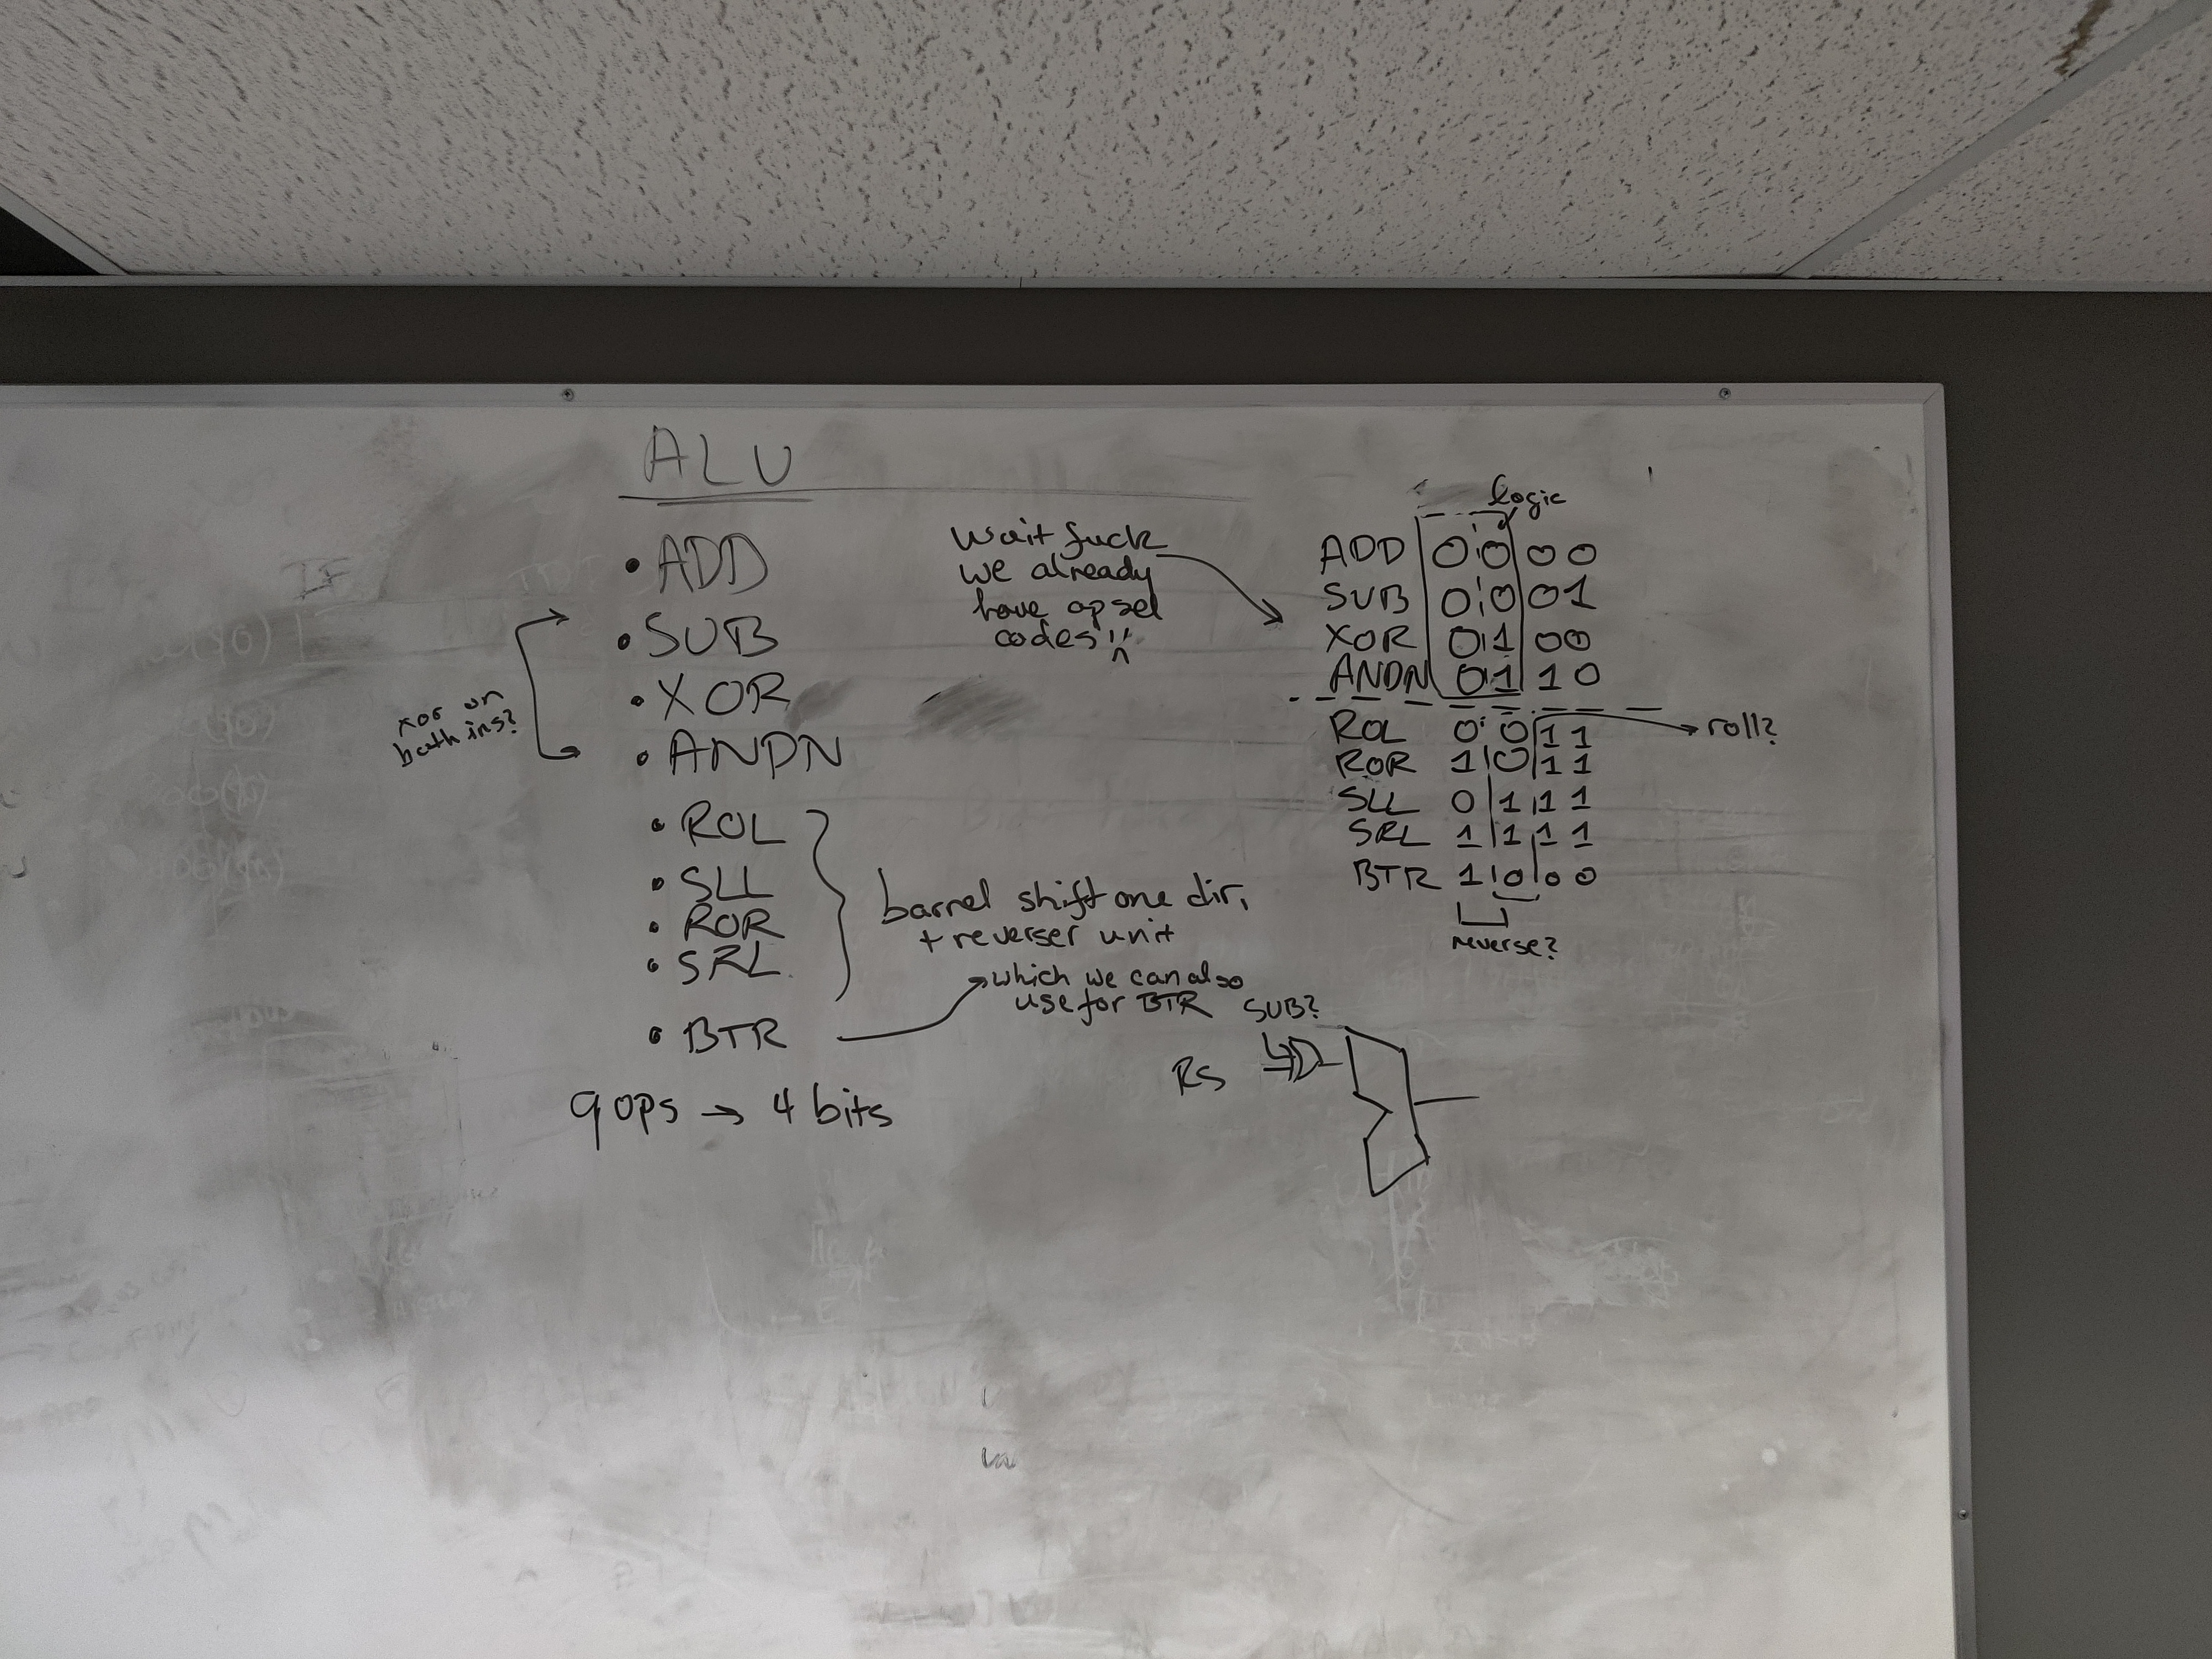 ALU
• ADD
• SUB
• XOR
• ANDN
• ROL
• SLL
• ROR
• SRL
• BTR
9 ops → 4 bits
xor on
both ins?
wait fuck
we already
have opsel
codes!!
barrel shift one dir,
+ reverser unit
which we can also
use for BTR
logic
ADD 0 0 0 0
SUB 0 0 0 1
XOR 0 1 0 0
ANDN 0 1 1 0
ROL 0 0 1 1
ROR 1 0 1 1
SLL 0 1 1 1
SRL 1 1 1 1
BTR 1 0 0 0
roll?
reverse?
SUB?
RS